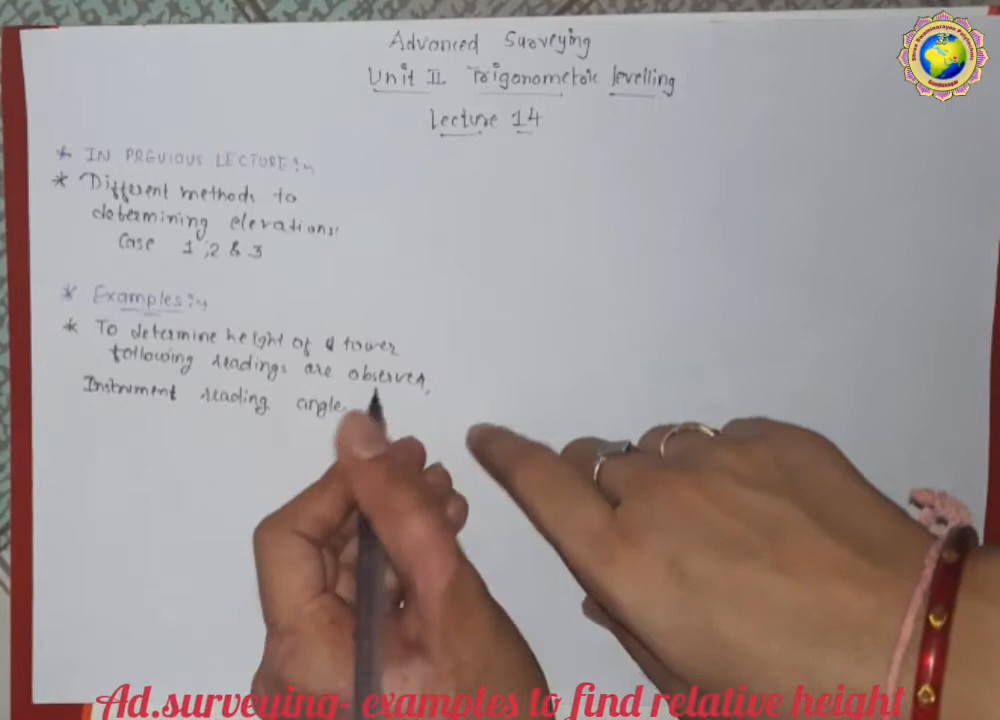 Advanced Surveying
Unit II Trigonometric levelling
Lecture 14
* IN PREVIOUS LECTURE:-
* Different methods to
determining elevations:
Case 1, 2 & 3
* Examples:-
* To determine height of tower
following readings are observed,
Instrument reading angle
Ad.surveying- examples to find relative height